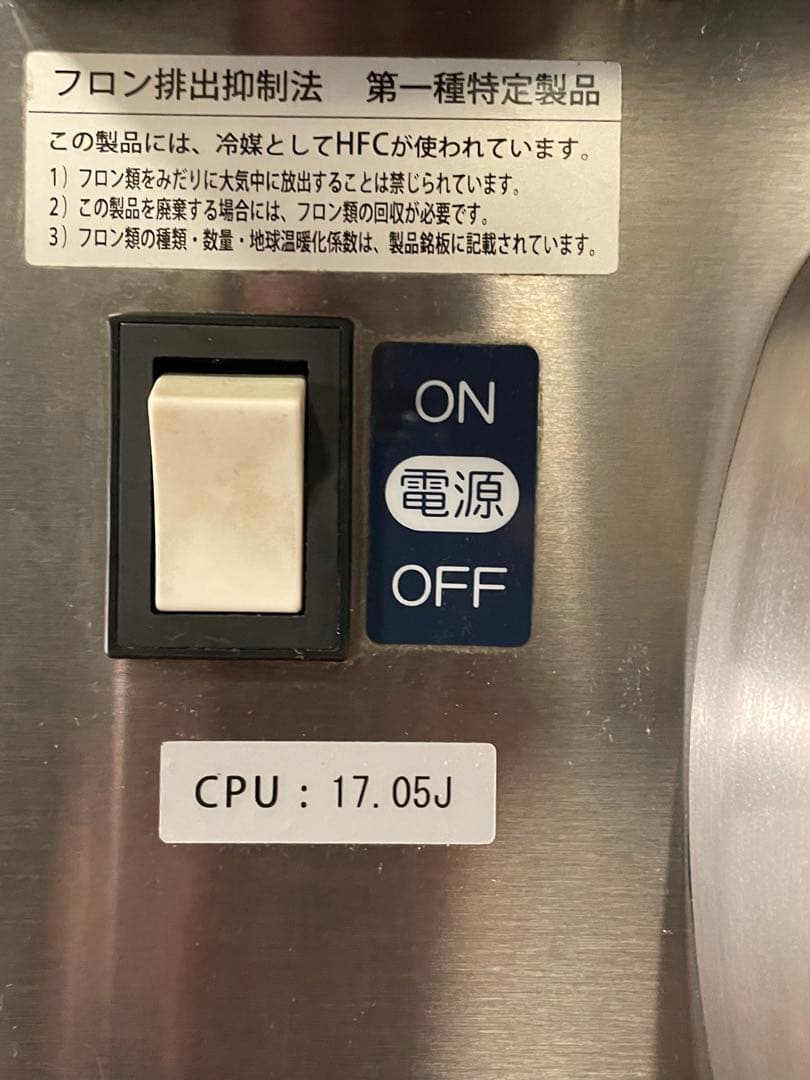 フロン排出抑制法　第一種特定製品
この製品には、冷媒としてHFCが使われています。
1）フロン類をみだりに大気中に放出することは禁じられています。
2）この製品を廃棄する場合には、フロン類の回収が必要です。
3）フロン類の種類・数量・地球温暖化係数は、製品銘板に記載されています。
ON
電源
OFF
CPU：17.05J